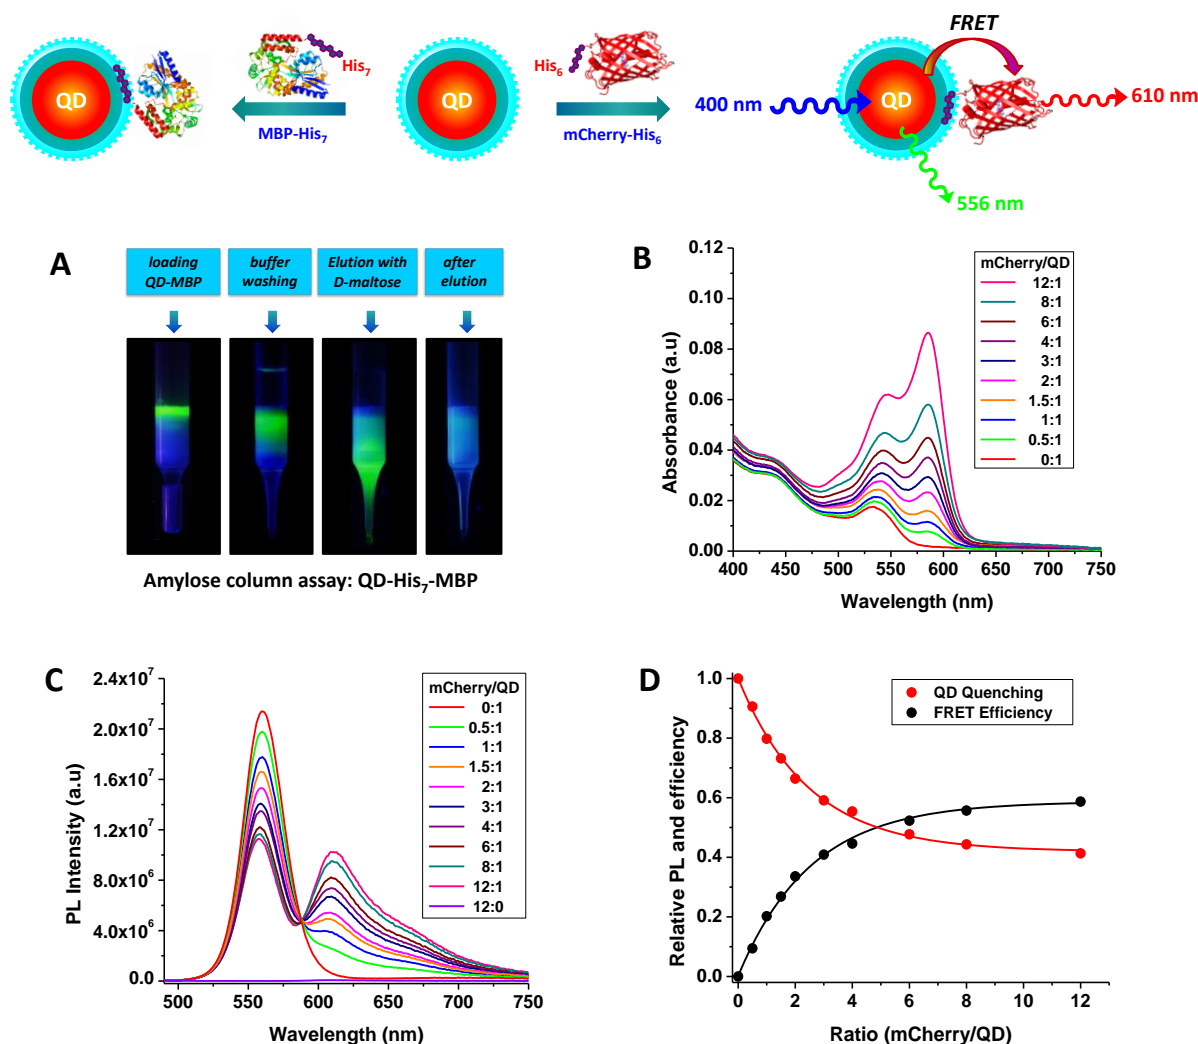 QD
His7
MBP-His7
His6
mCherry-His6
FRET
400 nm
QD
610 nm
556 nm
A
loading
QD-MBP
buffer
washing
Elution with
D-maltose
after
elution
Amylose column assay: QD-His7-MBP
B
Absorbance (a.u)
0.12
0.10
0.08
0.06
0.04
0.02
0.00
400 450 500 550 600 650 700 750
Wavelength (nm)
mCherry/QD
12:1
8:1
6:1
4:1
3:1
2:1
1.5:1
1:1
0.5:1
0:1
C
PL Intensity (a.u)
2.4x10^7
2.0x10^7
1.6x10^7
1.2x10^7
8.0x10^6
4.0x10^6
0.0
500 550 600 650 700 750
Wavelength (nm)
mCherry/QD
0:1
0.5:1
1:1
1.5:1
2:1
3:1
4:1
6:1
8:1
12:1
12:0
D
Relative PL and efficiency
1.0
0.8
0.6
0.4
0.2
0.0
0 2 4 6 8 10 12
Ratio (mCherry/QD)
QD Quenching
FRET Efficiency